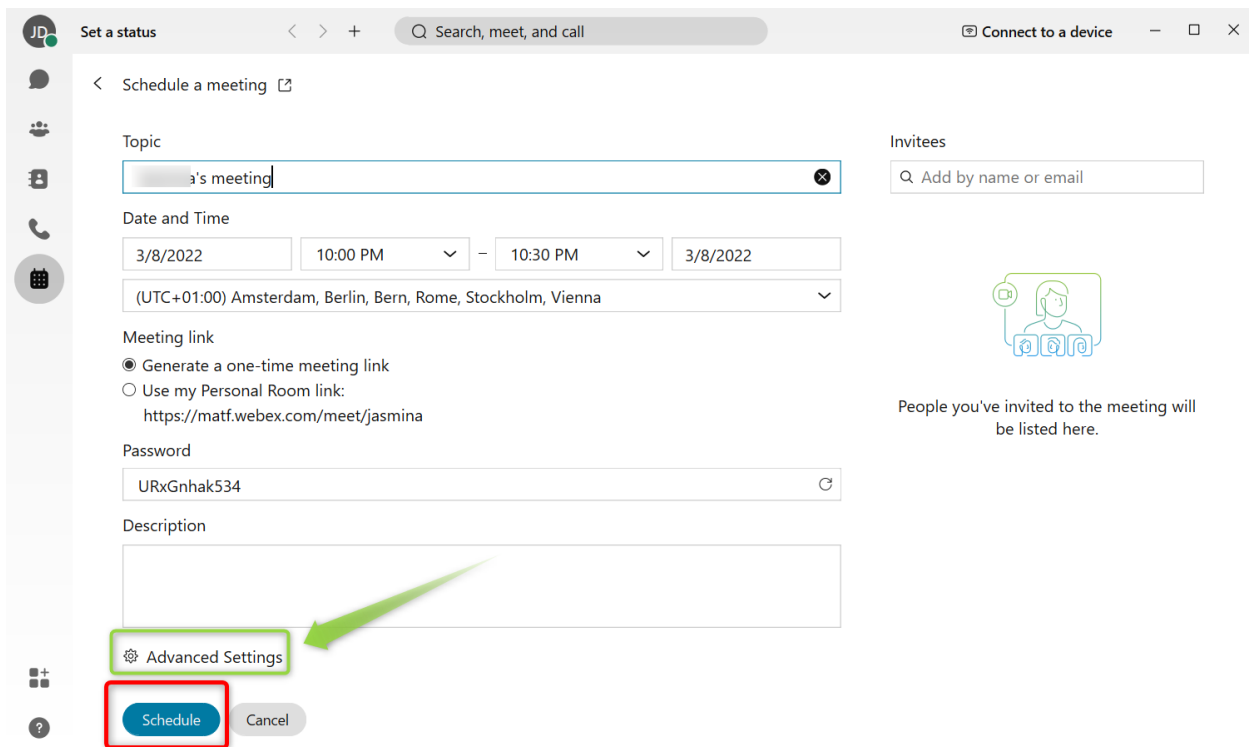 JD Set a status Search, meet, and call Connect to a device
Schedule a meeting
Topic
a's meeting
Date and Time
3/8/2022 10:00 PM – 10:30 PM 3/8/2022
(UTC+01:00) Amsterdam, Berlin, Bern, Rome, Stockholm, Vienna
Meeting link
Generate a one-time meeting link
Use my Personal Room link:
https://matf.webex.com/meet/jasmina
Password
URxGnhak534
Description
Advanced Settings
Schedule Cancel
?
Invitees
Add by name or email
People you've invited to the meeting will
be listed here.